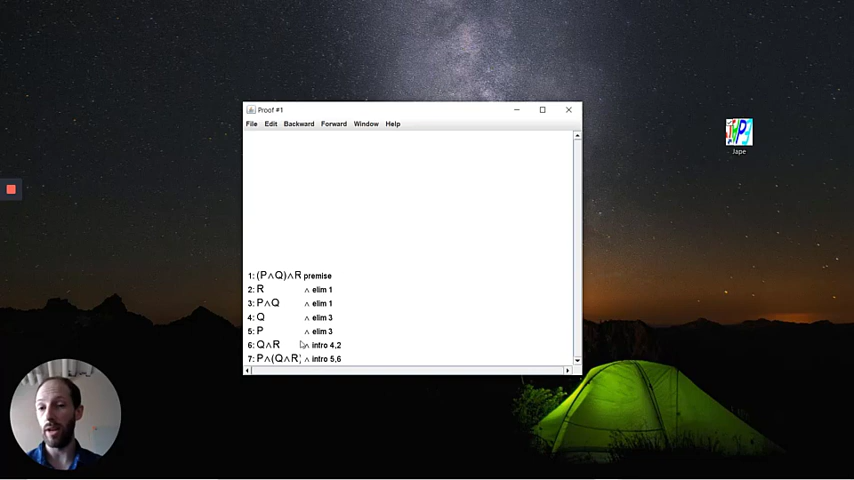 Proof #1
File Edit Backward Forward Window Help
1: (P∧Q)∧R premise
2: R ∧ elim 1
3: P∧Q ∧ elim 1
4: Q ∧ elim 3
5: P ∧ elim 3
6: Q∧R ∧ intro 4,2
7: P∧(Q∧R) ∧ intro 5,6
Jape